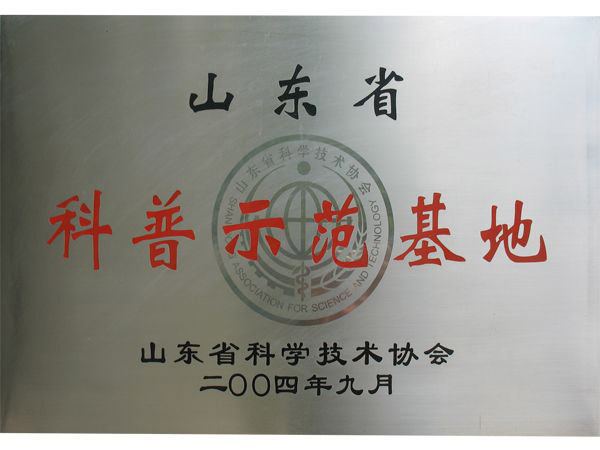 山东省
山东省科学技术协会
科普示范基地
SHANDONG ASSOCIATION FOR SCIENCE AND TECHNOLOGY
山东省科学技术协会
二〇〇四年九月